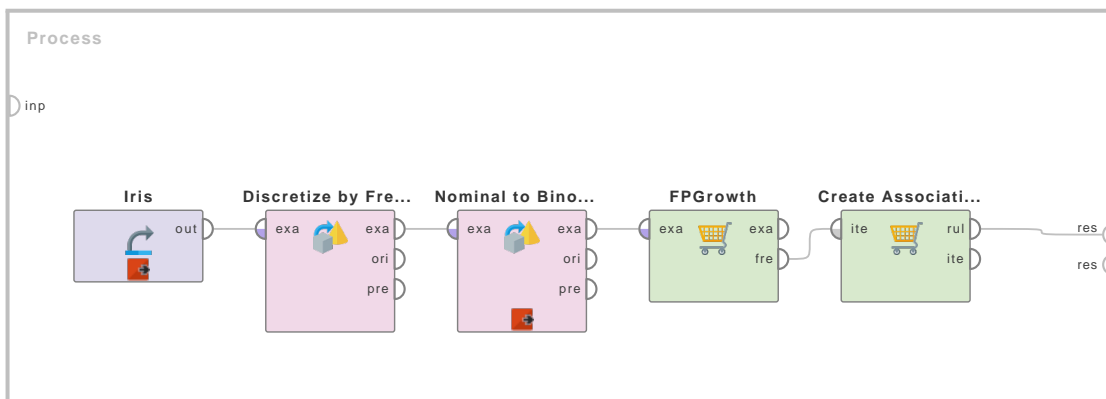 Process
inp
Iris
Discretize by Fre...
Nominal to Bino...
FPGrowth
Create Associati...
out
exa
exa
exa
exa
exa
exa
ite
rul
res
ori
ori
fre
ite
res
pre
pre